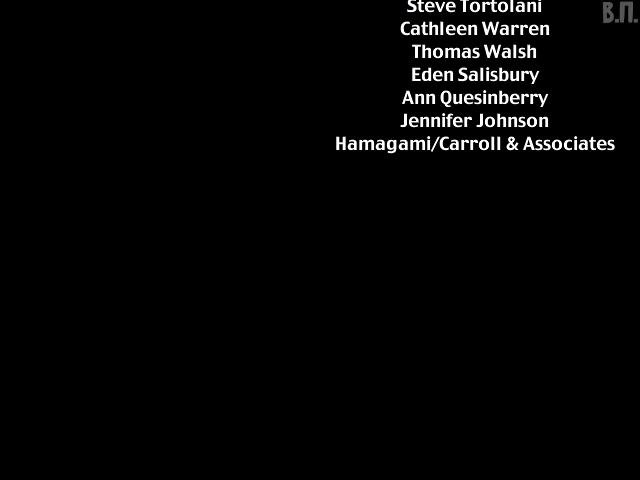 Steve Tortolani
В.П.
Cathleen Warren
Thomas Walsh
Eden Salisbury
Ann Quesinberry
Jennifer Johnson
Hamagami/Carroll & Associates